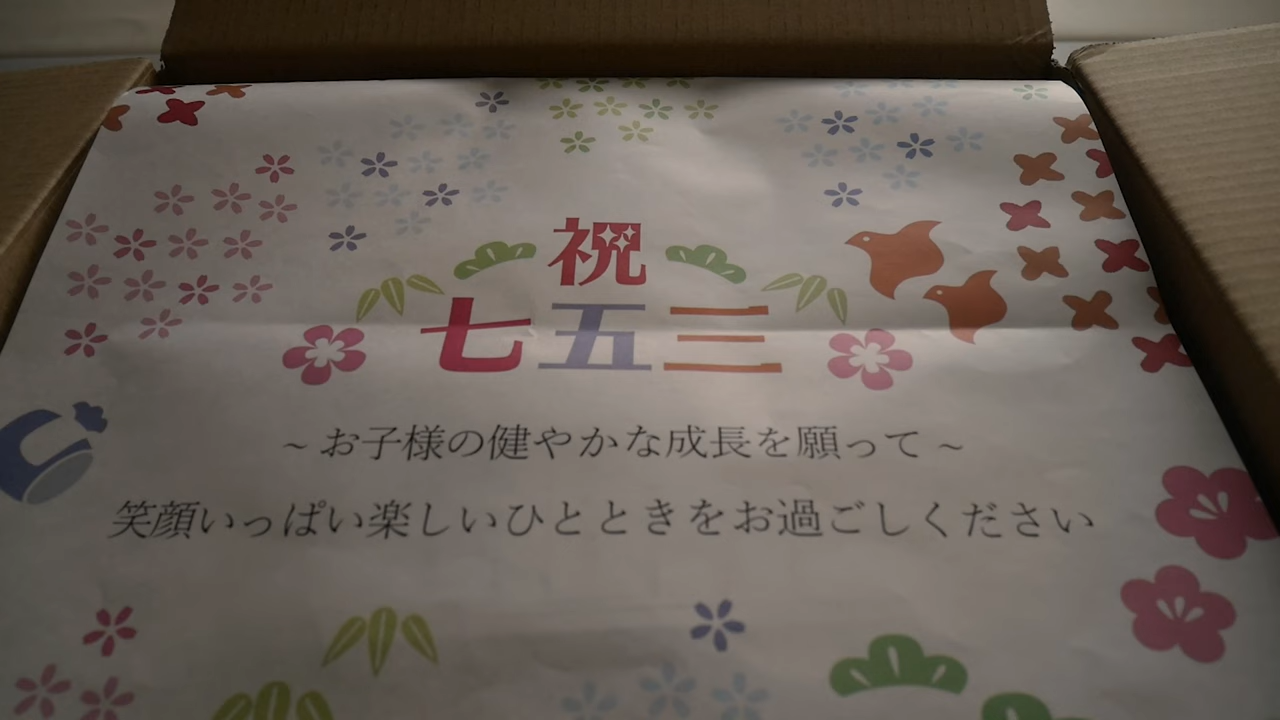 祝
七五三
~お子様の健やかな成長を願って~
笑顔いっぱい楽しいひとときをお過ごしください